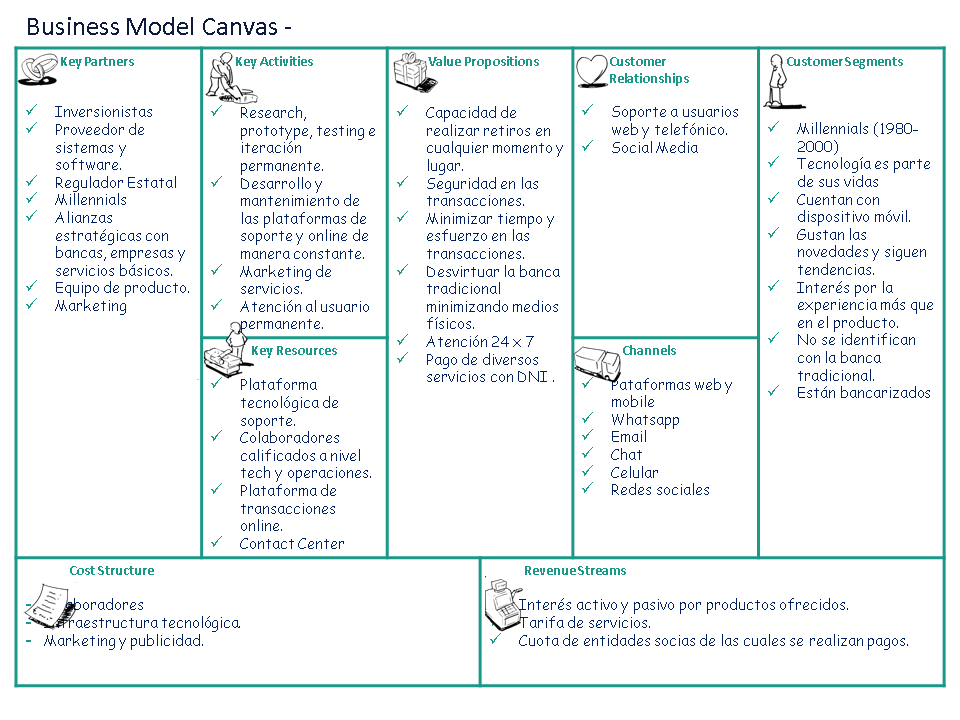 Business Model Canvas -
Key Partners
✓ Inversionistas
✓ Proveedor de
sistemas y
software.
✓ Regulador Estatal
✓ Millennials
✓ Alianzas
estratégicas con
bancas, empresas y
servicios básicos.
✓ Equipo de producto.
✓ Marketing
Key Activities
✓ Research,
prototype, testing e
iteración
permanente.
✓ Desarrollo y
mantenimiento de
las plataformas de
soporte y online de
manera constante.
✓ Marketing de
servicios.
✓ Atención al usuario
permanente.
Key Resources
✓ Plataforma
tecnológica de
soporte.
✓ Colaboradores
calificados a nivel
tech y operaciones.
✓ Plataforma de
transacciones
online.
✓ Contact Center
Value Propositions
✓ Capacidad de
realizar retiros en
cualquier momento y
lugar.
✓ Seguridad en las
transacciones.
✓ Minimizar tiempo y
esfuerzo en las
transacciones.
✓ Desvirtuar la banca
tradicional
minimizando medios
físicos.
✓ Atención 24 x 7
✓ Pago de diversos
servicios con DNI .
Customer
Relationships
✓ Soporte a usuarios
web y telefónico.
✓ Social Media
Channels
✓ Pataformas web y
mobile
✓ Whatsapp
✓ Email
✓ Chat
✓ Celular
✓ Redes sociales
Customer Segments
✓ Millennials (1980-
2000)
✓ Tecnología es parte
de sus vidas
✓ Cuentan con
dispositivo móvil.
✓ Gustan las
novedades y siguen
tendencias.
✓ Interés por la
experiencia más que
en el producto.
✓ No se identifican
con la banca
tradicional.
✓ Están bancarizados
Cost Structure
- aboradores
- fraestructura tecnológica.
- Marketing y publicidad.
Revenue Streams
Interés activo y pasivo por productos ofrecidos.
Tarifa de servicios.
✓ Cuota de entidades socias de las cuales se realizan pagos.